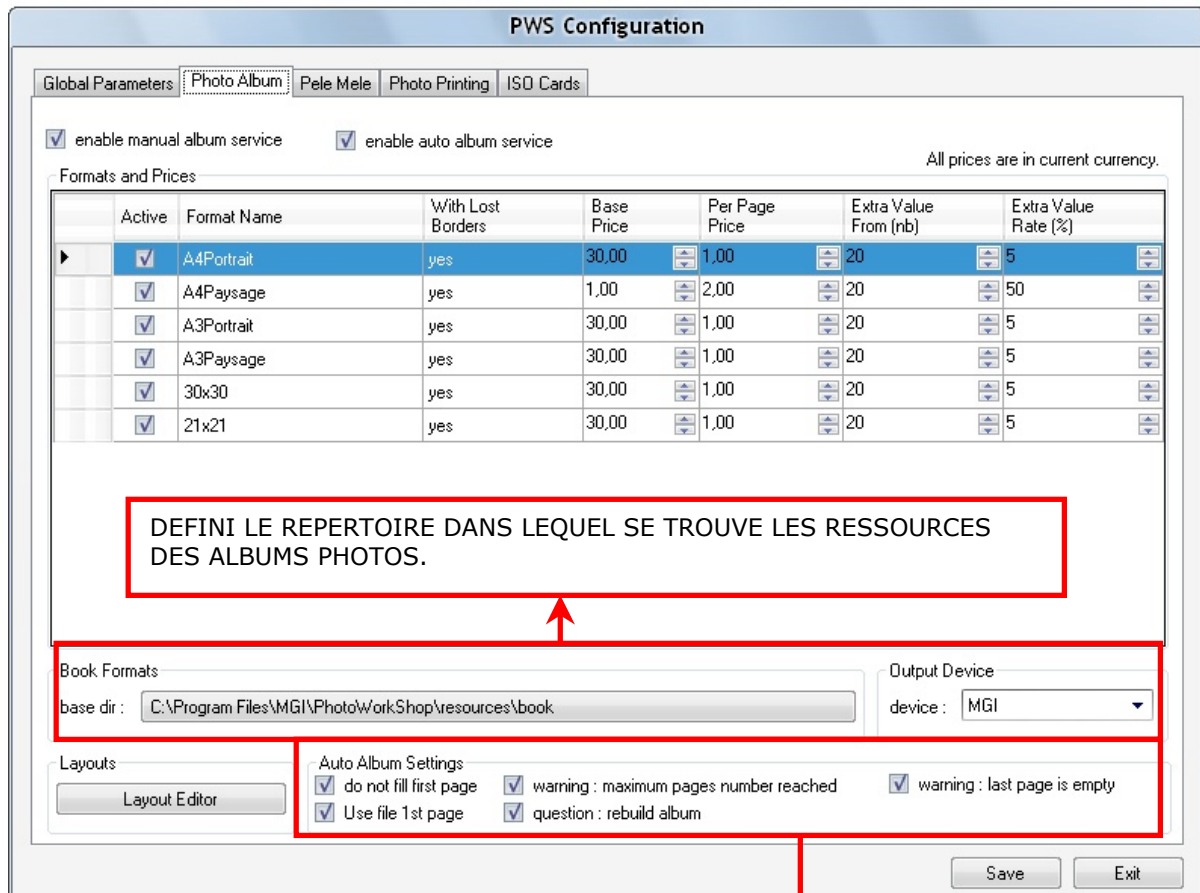 PWS Configuration
Global Parameters Photo Album Pele Mele Photo Printing ISO Cards
enable manual album service enable auto album service
All prices are in current currency.
Formats and Prices
Active Format Name With Lost Borders Base Price Per Page Price Extra Value From (nb) Extra Value Rate (%)
A4Portrait yes 30,00 1,00 20 5
A4Paysage yes 1,00 2,00 20 50
A3Portrait yes 30,00 1,00 20 5
A3Paysage yes 30,00 1,00 20 5
30x30 yes 30,00 1,00 20 5
21x21 yes 30,00 1,00 20 5
DEFINI LE REPERTOIRE DANS LEQUEL SE TROUVE LES RESSOURCES
DES ALBUMS PHOTOS.
Book Formats Output Device
base dir : C:\Program Files\MGI\PhotoWorkShop\resources\book device : MGI
Layouts Auto Album Settings
do not fill first page warning : maximum pages number reached warning : last page is empty
Layout Editor Use file 1st page question : rebuild album
Save Exit